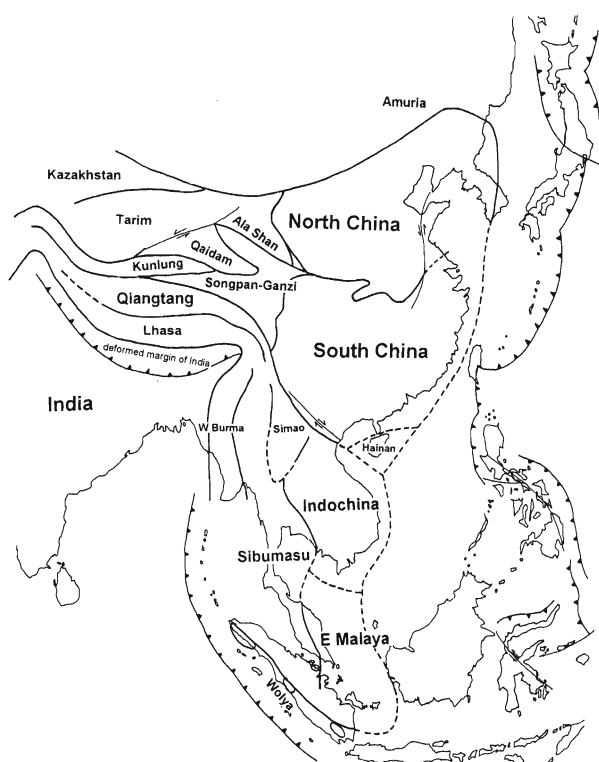 Amuria
Kazakhstan
Tarim
Ala Shan
North China
Qaidam
Kunlung
Songpan-Ganzi
Qiangtang
Lhasa
South China
deformed margin of India
India
W Burma
Simao
Hainan
Indochina
Sibumasu
E Malaya
Woyla